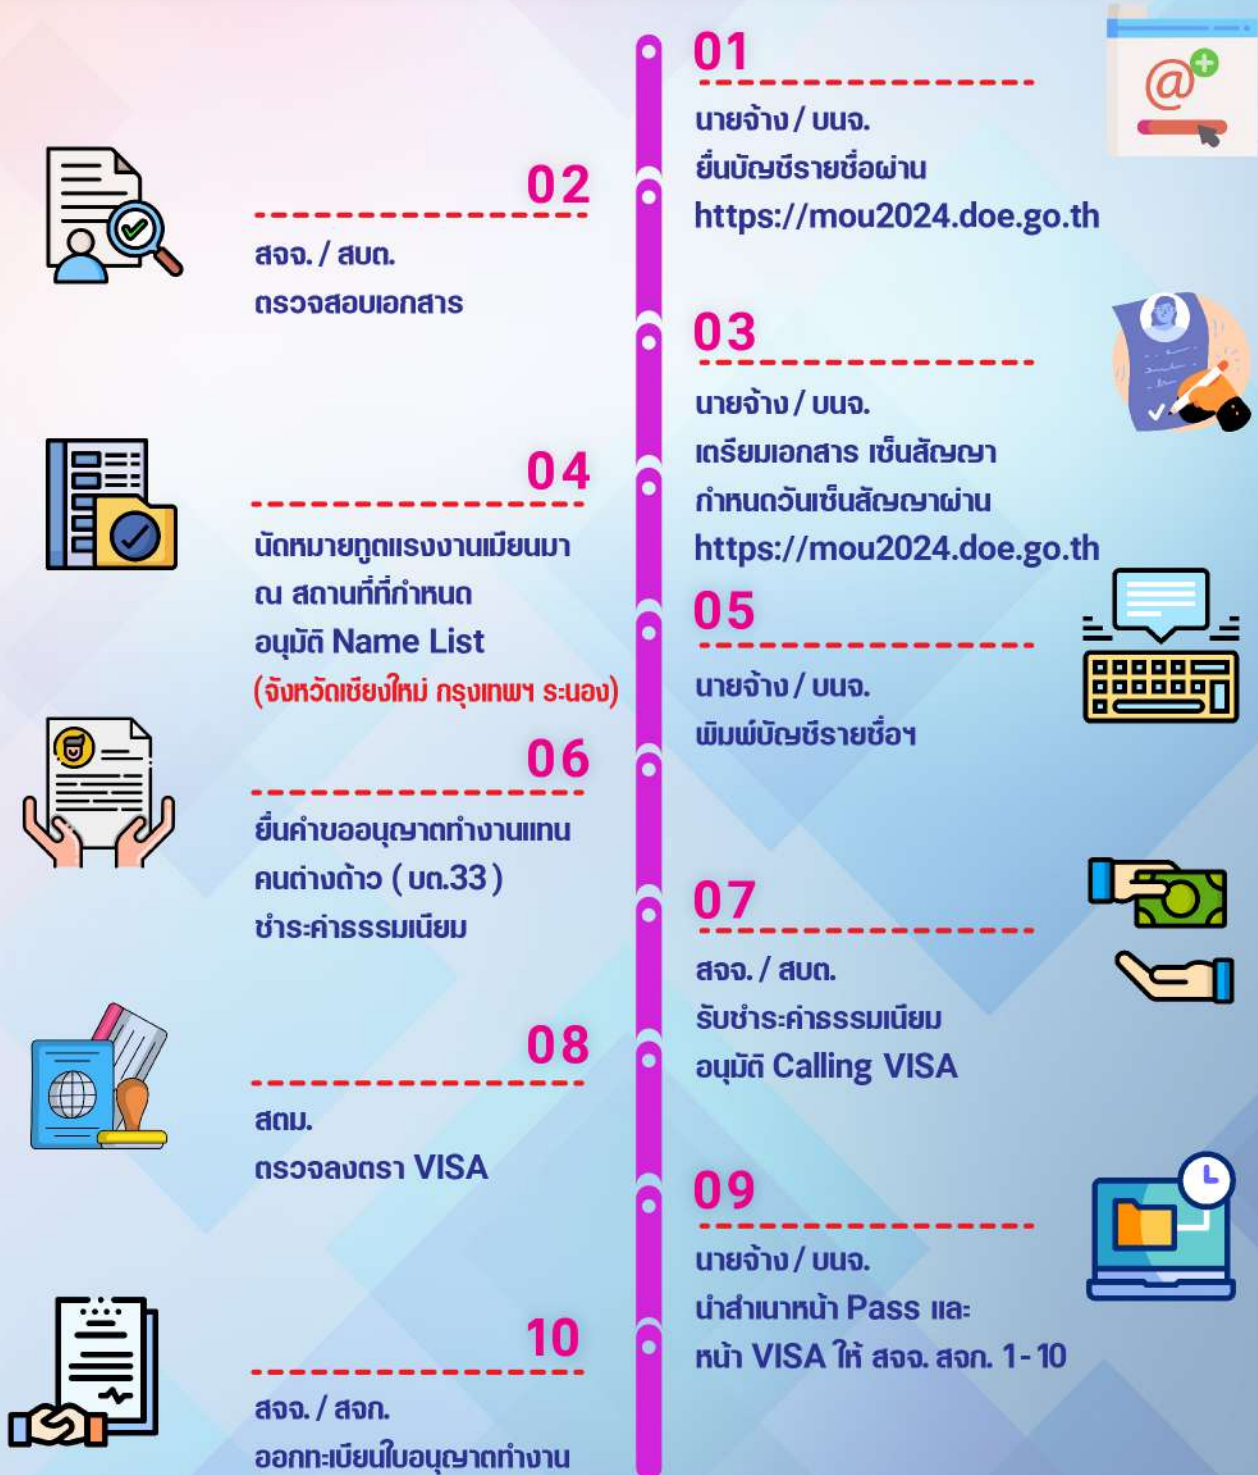 01
นายจ้าง / บนจ.
ยื่นบัญชีรายชื่อผ่าน
https://mou2024.doe.go.th
02
สจจ. / สบต.
ตรวจสอบเอกสาร
03
นายจ้าง / บนจ.
เตรียมเอกสาร เซ็นสัญญา
กำหนดวันเซ็นสัญญาผ่าน
https://mou2024.doe.go.th
04
นัดหมายทูตแรงงานเมียนมา
ณ สถานที่ที่กำหนด
อนุมัติ Name List
(จังหวัดเชียงใหม่ กรุงเทพฯ ระนอง)
05
นายจ้าง / บนจ.
พิมพ์บัญชีรายชื่อฯ
06
ยื่นคำขออนุญาตทำงานแทน
คนต่างด้าว ( บต.33 )
ชำระค่าธรรมเนียม
07
สจจ. / สบต.
รับชำระค่าธรรมเนียม
อนุมัติ Calling VISA
08
สตม.
ตรวจลงตรา VISA
09
นายจ้าง / บนจ.
นำสำเนาหน้า Pass และ
หน้า VISA ให้ สจจ. สจก. 1-10
10
สจจ. / สจก.
ออกทะเบียนใบอนุญาตทำงาน